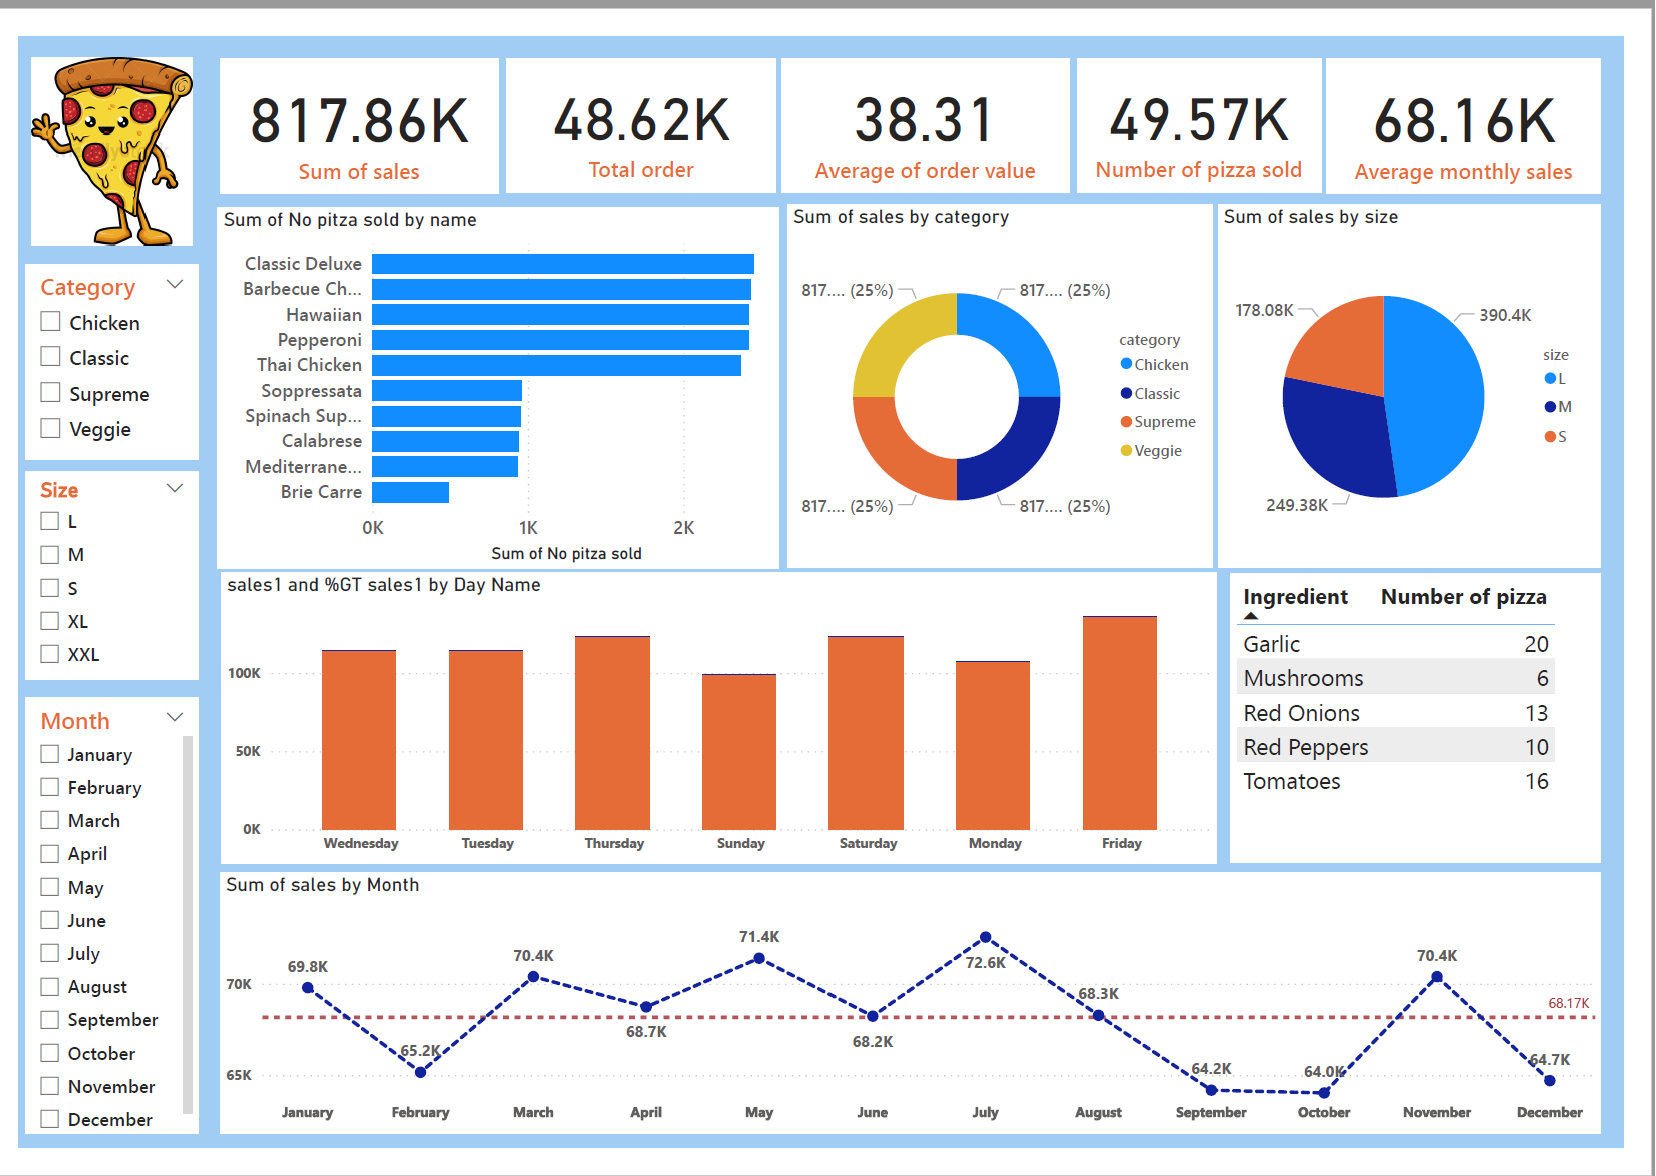 817.86K
Sum of sales
48.62K
Total order
38.31
Average of order value
49.57K
Number of pizza sold
68.16K
Average monthly sales
Category
Chicken
Classic
Supreme
Veggie
Size
L
M
S
XL
XXL
Month
January
February
March
April
May
June
July
August
September
October
November
December
Sum of No pitza sold by name
Classic Deluxe
Barbecue Ch...
Hawaiian
Pepperoni
Thai Chicken
Soppressata
Spinach Sup...
Calabrese
Mediterrane...
Brie Carre
0K 1K 2K
Sum of No pitza sold
Sum of sales by category
817.... (25%) 817.... (25%)
817.... (25%) 817.... (25%)
category
Chicken
Classic
Supreme
Veggie
Sum of sales by size
178.08K
390.4K
249.38K
size
L
M
S
sales1 and %GT sales1 by Day Name
100K
50K
0K
Wednesday Tuesday Thursday Sunday Saturday Monday Friday
Ingredient Number of pizza
Garlic 20
Mushrooms 6
Red Onions 13
Red Peppers 10
Tomatoes 16
Sum of sales by Month
70K
65K
69.8K 65.2K 70.4K 68.7K 71.4K 68.2K 72.6K 68.3K 64.2K 64.0K 70.4K 64.7K
68.17K
January February March April May June July August September October November December